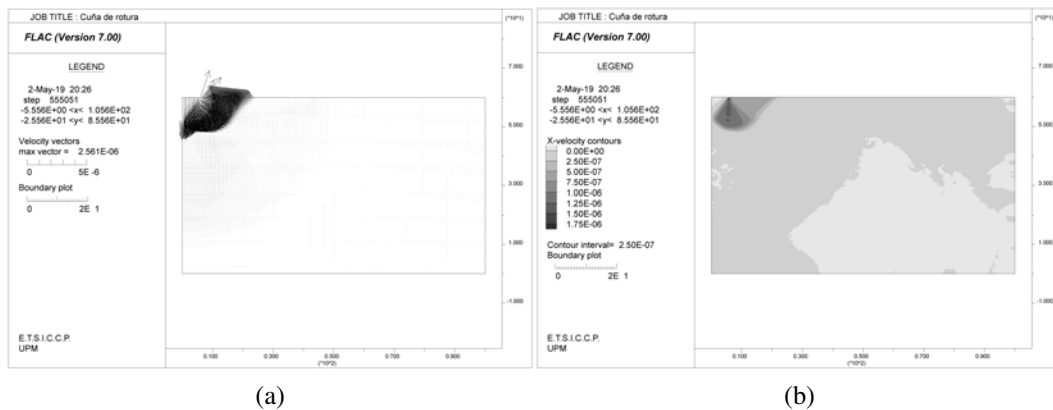 JOB TITLE : Cuña de rotura
(*10^1)
FLAC (Version 7.00)
LEGEND
2-May-19 20:26
step 555051
-5.556E+00 <x< 1.056E+02
-2.556E+01 <y< 8.556E+01
Velocity vectors
max vector = 2.561E-06
0 5E -6
Boundary plot
0 2E 1
E.T.S.I.C.C.P.
UPM
7.000
5.000
3.000
1.000
-1.000
0.100 0.300 0.500 0.700 0.900
(*10^2)
(a)
JOB TITLE : Cuña de rotura
(*10^1)
FLAC (Version 7.00)
LEGEND
2-May-19 20:26
step 555051
-5.556E+00 <x< 1.056E+02
-2.556E+01 <y< 8.556E+01
X-velocity contours
0.00E+00
2.50E-07
5.00E-07
7.50E-07
1.00E-06
1.25E-06
1.50E-06
1.75E-06
Contour interval= 2.50E-07
Boundary plot
0 2E 1
E.T.S.I.C.C.P.
UPM
7.000
5.000
3.000
1.000
-1.000
0.100 0.300 0.500 0.700 0.900
(*10^2)
(b)